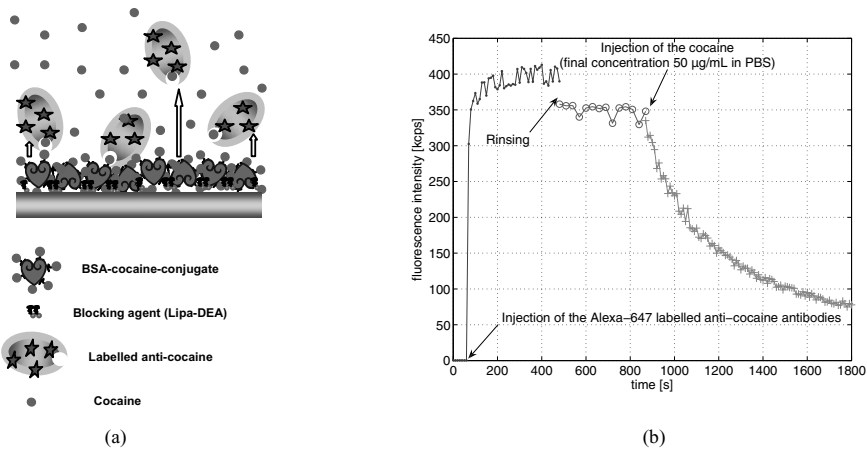 BSA-cocaine-conjugate
Blocking agent (Lipa-DEA)
Labelled anti-cocaine
Cocaine
(a)
450
400
350
300
250
200
150
100
50
0
fluorescence intensity [kcps]
Injection of the cocaine
(final concentration 50 µg/mL in PBS)
Rinsing
Injection of the Alexa–647 labelled anti–cocaine antibodies
0 200 400 600 800 1000 1200 1400 1600 1800
time [s]
(b)